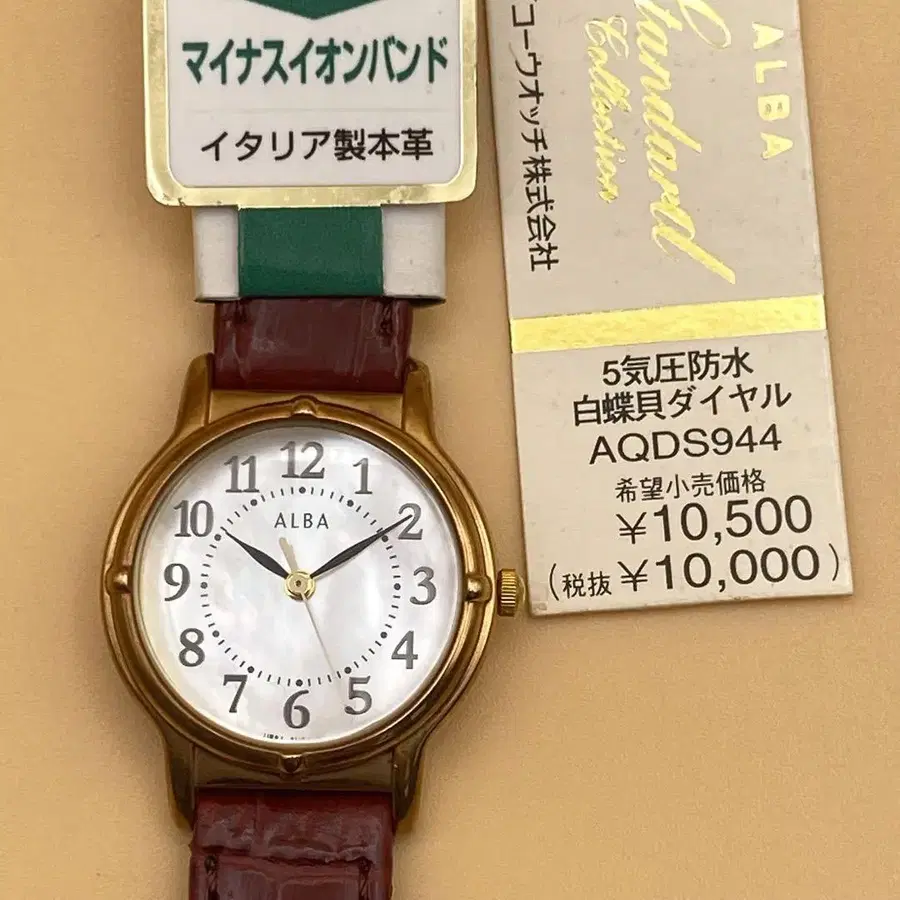 マイナスイオンバンド
イタリア製本革
ALBA
Standard
Collection
コーウオッチ株式会社
5気圧防水
白蝶貝ダイヤル
AQDS944
希望小売価格
¥10,500
(税抜 ¥10,000)
ALBA
12
1
2
3
4
5
6
7
8
9
10
11